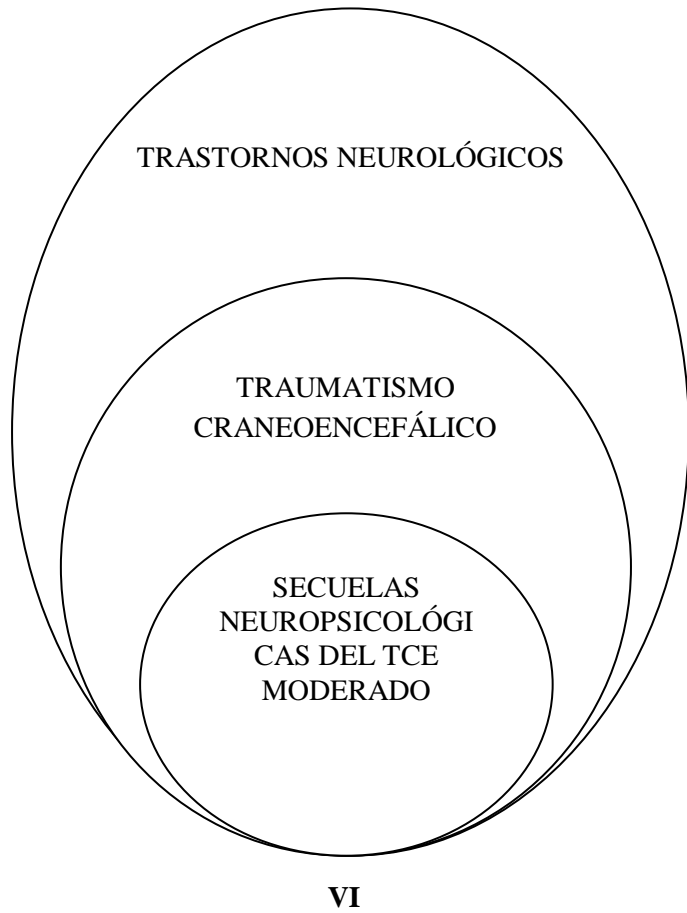 TRASTORNOS NEUROLÓGICOS
TRAUMATISMO
CRANEOENCEFÁLICO
SECUELAS
NEUROPSICOLÓGI
CAS DEL TCE
MODERADO
VI